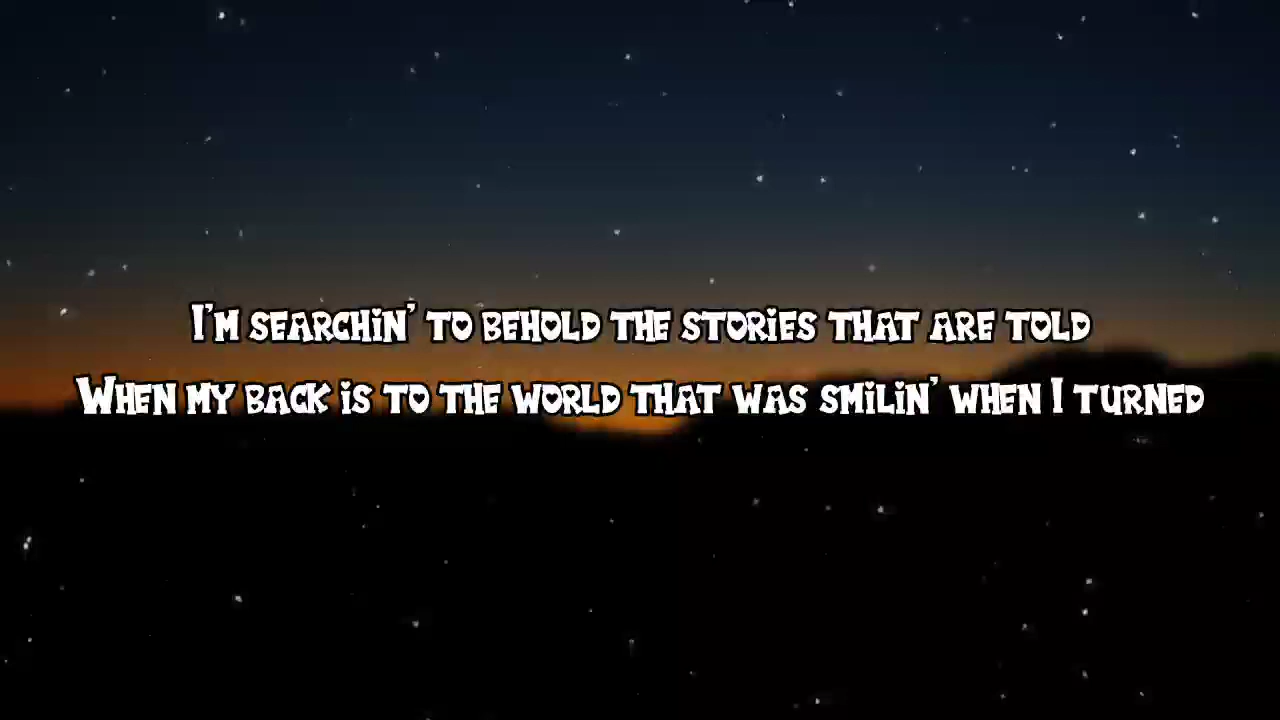 I'm searchin' to behold the stories that are told
When my back is to the world that was smilin' when I turned